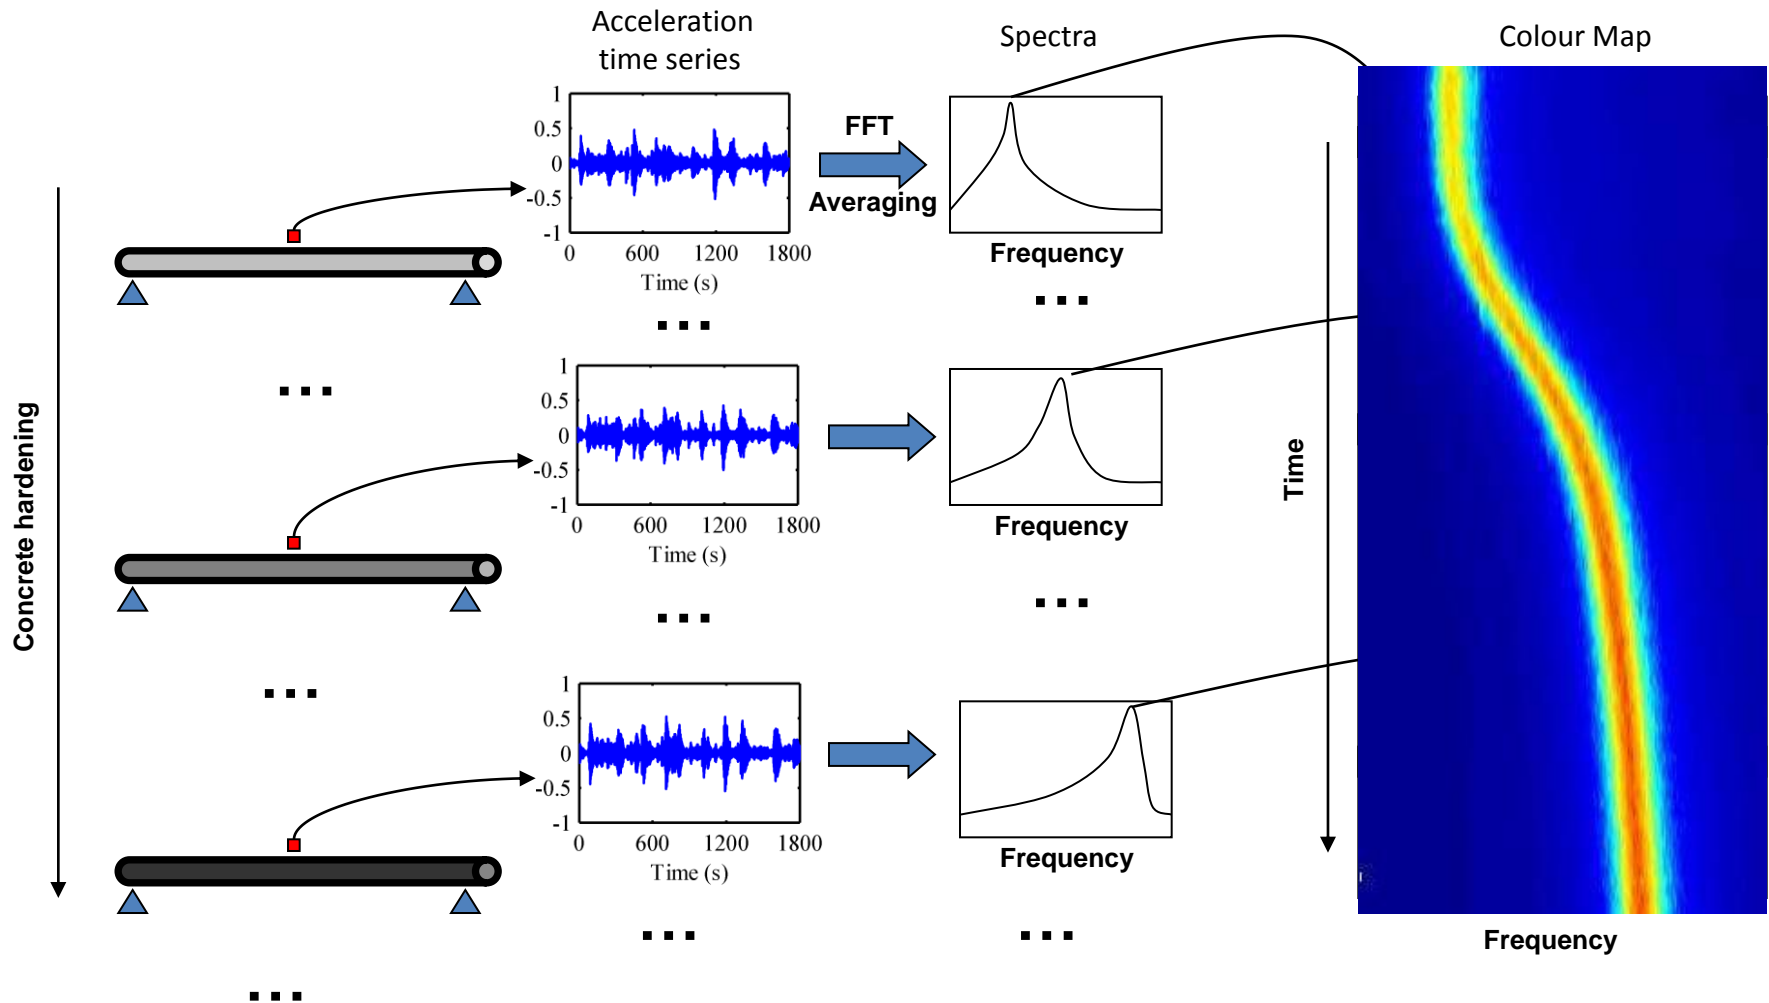 Acceleration
time series
Spectra
Colour Map
1
0.5
0
-0.5
-1
0 600 1200 1800
Time (s)
FFT
Averaging
Frequency
...
...
...
Concrete hardening
1
0.5
0
-0.5
-1
0 600 1200 1800
Time (s)
Frequency
Time
...
...
...
1
0.5
0
-0.5
-1
0 600 1200 1800
Time (s)
Frequency
...
...
Frequency
...